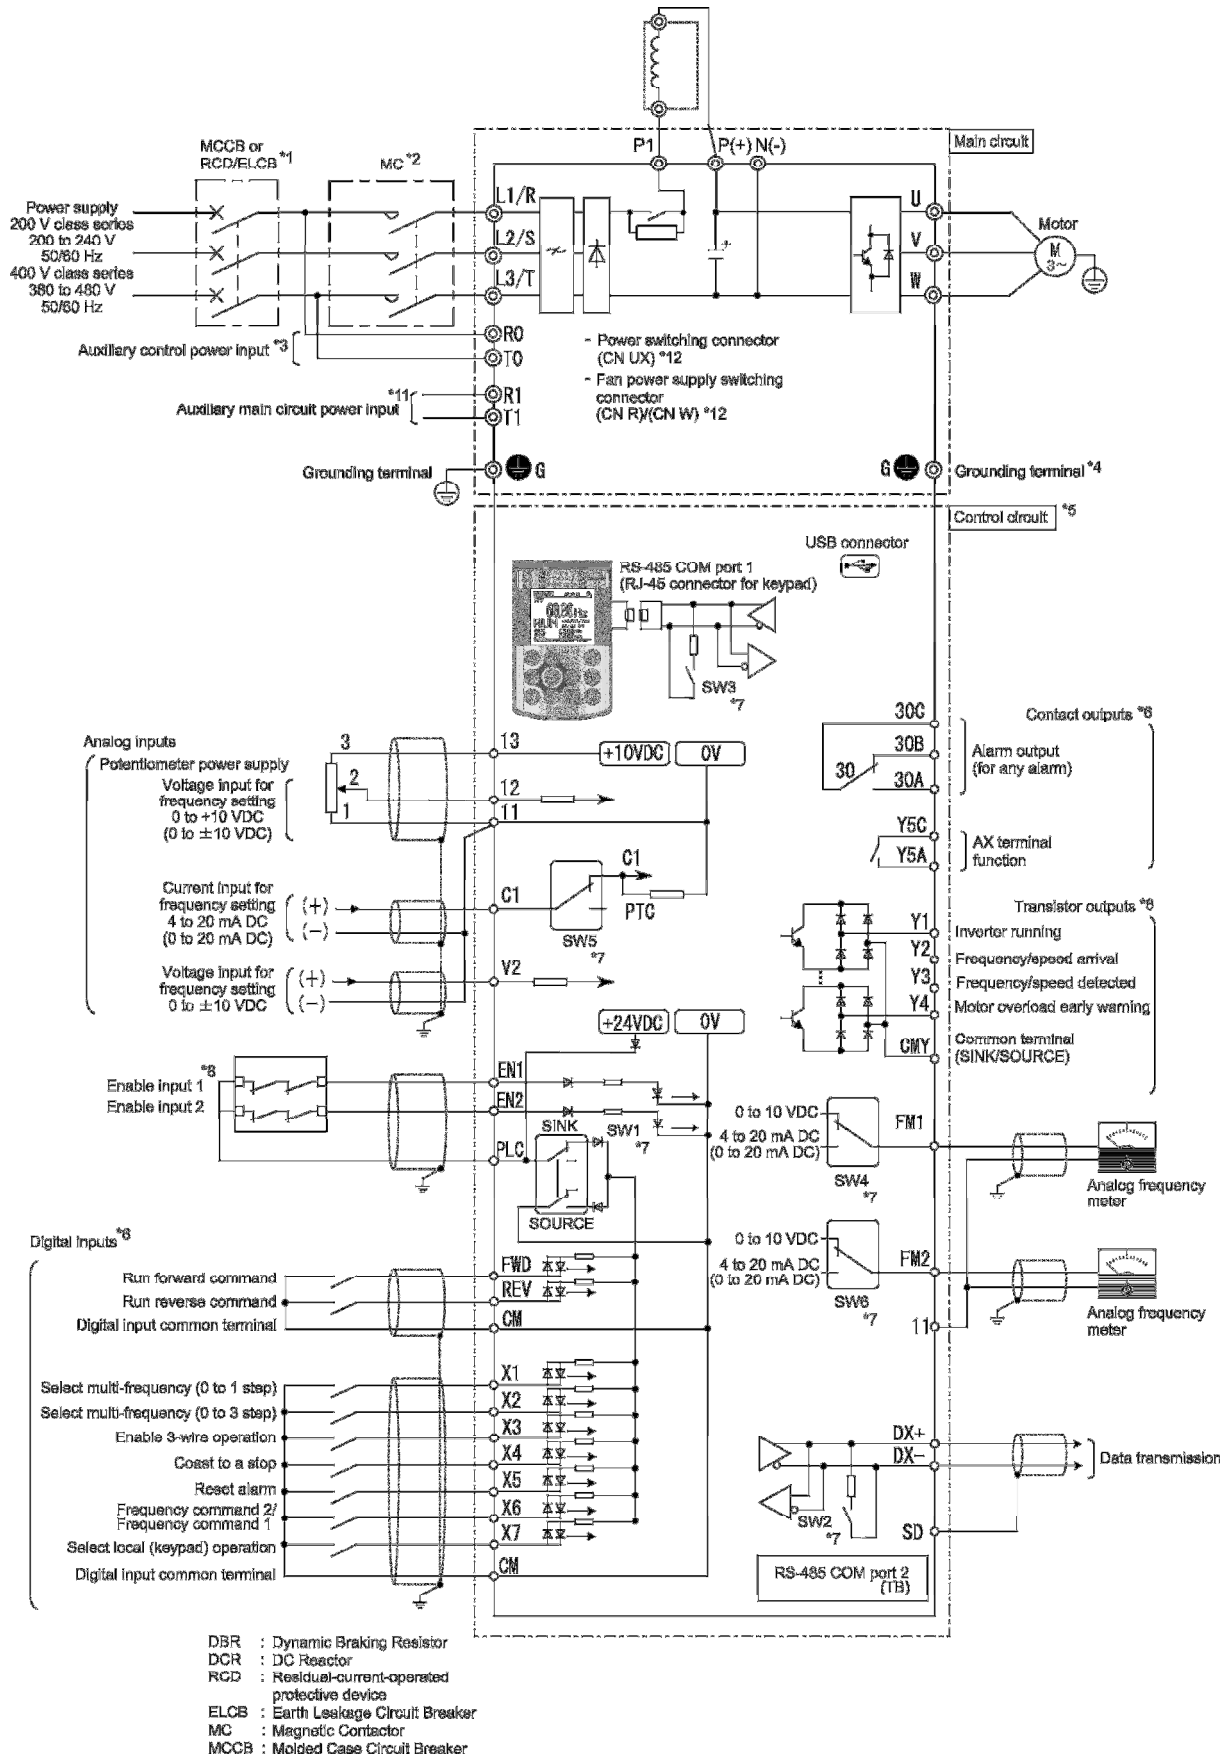 P1
P(+)
N(-)
Main circuit
MCCB or
RCD/ELCB *1
MC *2
Power supply
200 V class series
200 to 240 V
50/60 Hz
400 V class series
380 to 480 V
50/60 Hz
L1/R
L2/S
L3/T
U
V
W
Motor
M
3~
Auxiliary control power input *3
R0
T0
*11
Auxiliary main circuit power input
R1
T1
- Power switching connector
(CN UX) *12
- Fan power supply switching
connector
(CN R)/(CN W) *12
Grounding terminal
G
G
Grounding terminal *4
Control circuit *5
USB connector
RS-485 COM port 1
(RJ-45 connector for keypad)
SW3
*7
Analog inputs
Potentiometer power supply
Voltage input for
frequency setting
0 to +10 VDC
(0 to ±10 VDC)
3
2
1
13
12
11
+10VDC
0V
Current input for
frequency setting
4 to 20 mA DC
(0 to 20 mA DC)
(+)
(-)
C1
C1
PTC
SW5
*7
Voltage input for
frequency setting
0 to ±10 VDC
(+)
(-)
V2
30C
30B
30
30A
Contact outputs *6
Alarm output
(for any alarm)
Y5C
Y5A
AX terminal
function
Transistor outputs *6
Y1
Inverter running
Y2
Frequency/speed arrival
Y3
Frequency/speed detected
Y4
Motor overload early warning
CMY
Common terminal
(SINK/SOURCE)
+24VDC
0V
*8
Enable input 1
Enable input 2
EN1
EN2
PLC
SINK
SW1
*7
SOURCE
0 to 10 VDC
4 to 20 mA DC
(0 to 20 mA DC)
SW4
*7
FM1
Analog frequency
meter
0 to 10 VDC
4 to 20 mA DC
(0 to 20 mA DC)
SW6
*7
FM2
11
Analog frequency
meter
Digital inputs *6
Run forward command
FWD
Run reverse command
REV
Digital input common terminal
CM
Select multi-frequency (0 to 1 step)
X1
Select multi-frequency (0 to 3 step)
X2
Enable 3-wire operation
X3
Coast to a stop
X4
Reset alarm
X5
Frequency command 2/
Frequency command 1
X6
Select local (keypad) operation
X7
Digital input common terminal
CM
DX+
DX-
Data transmission
SW2
*7
SD
RS-485 COM port 2
(TB)
DBR : Dynamic Braking Resistor
DCR : DC Reactor
RCD : Residual-current-operated
protective device
ELCB : Earth Leakage Circuit Breaker
MC : Magnetic Contactor
MCCB : Molded Case Circuit Breaker